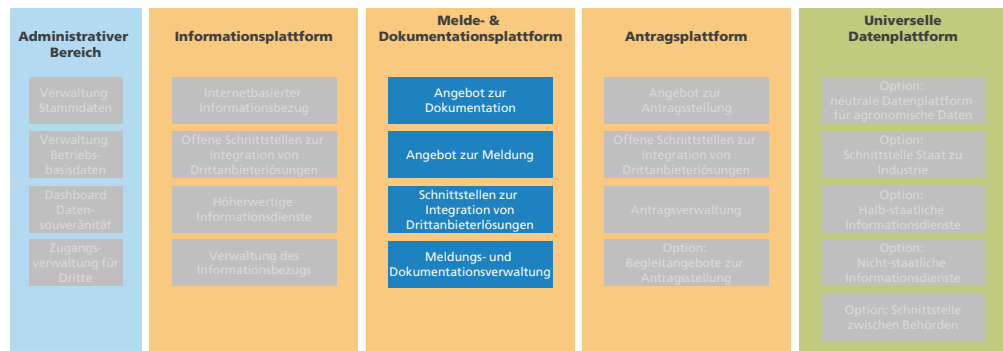 Administrativer
Bereich
Verwaltung
Stammdaten
Verwaltung
Betriebs-
basisdaten
Dashboard
Daten-
souveränität
Zugangs-
verwaltung für
Dritte
Informationsplattform
Internetbasierter
Informationsbezug
Offene Schnittstellen zur
Integration von
Drittanbieterlösungen
Höherwertige
Informationsdienste
Verwaltung des
Informationsbezugs
Melde- &
Dokumentationsplattform
Angebot zur
Dokumentation
Angebot zur Meldung
Schnittstellen zur
Integration von
Drittanbieterlösungen
Meldungs- und
Dokumentationsverwaltung
Antragsplattform
Angebot zur
Antragsstellung
Offene Schnittstellen zur
Integration von
Drittanbieterlösungen
Antragsverwaltung
Option:
Begleitangebote zur
Antragsstellung
Universelle
Datenplattform
Option:
neutrale Datenplattform
für agronomische Daten
Option:
Schnittstelle Staat zu
Industrie
Option:
Halb-staatliche
Informationsdienste
Option:
Nicht-staatliche
Informationsdienste
Option: Schnittstelle
zwischen Behörden